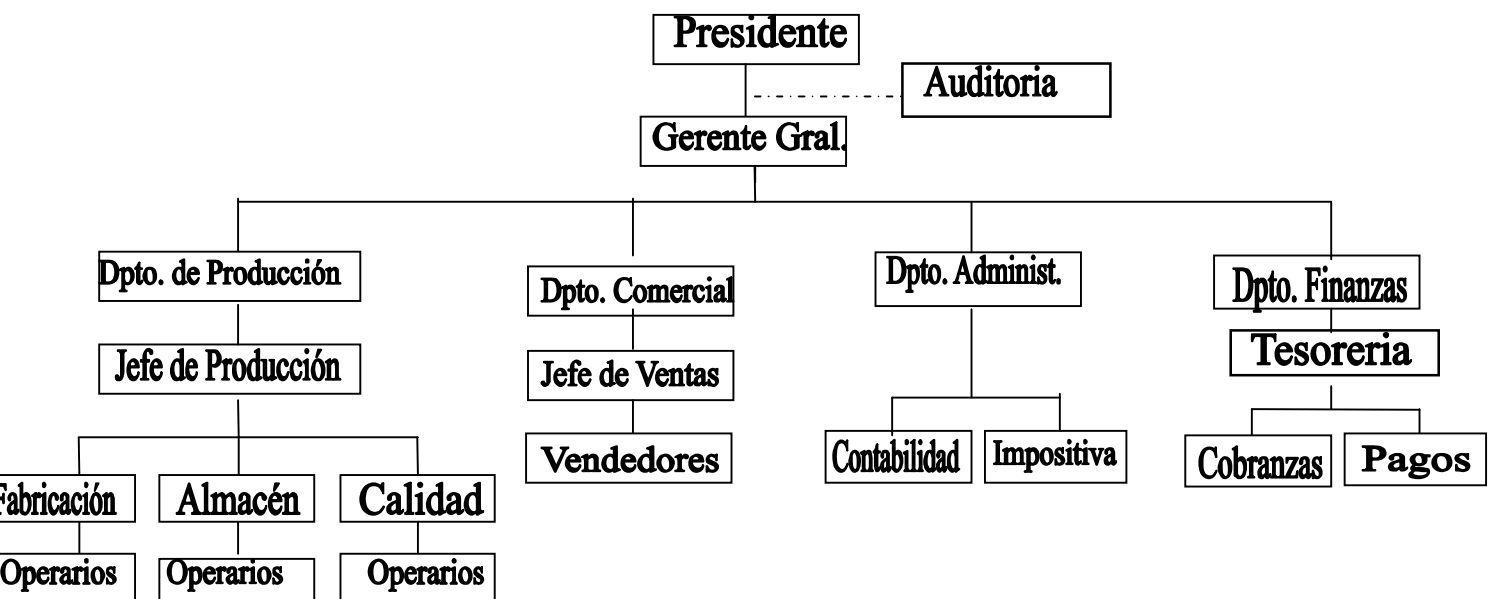 Presidente
Auditoria
Gerente Gral.
Dpto. de Producción
Dpto. Comercial
Dpto. Administ.
Dpto. Finanzas
Jefe de Producción
Jefe de Ventas
Tesoreria
Vendedores
Contabilidad
Impositiva
Cobranzas
Pagos
Fabricación
Almacén
Calidad
Operarios
Operarios
Operarios